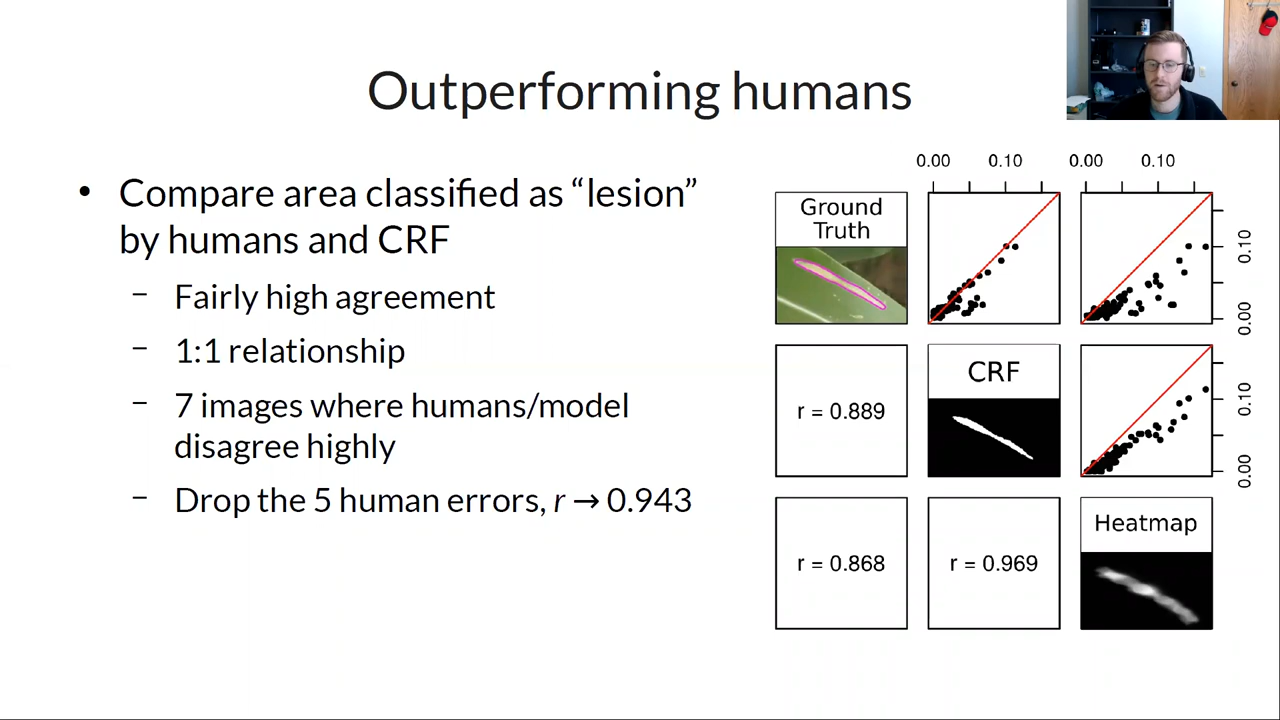 Outperforming humans
• Compare area classified as “lesion”
by humans and CRF
– Fairly high agreement
– 1:1 relationship
– 7 images where humans/model
disagree highly
– Drop the 5 human errors, r → 0.943
0.00 0.10 0.00 0.10
Ground
Truth
0.10
0.00
r = 0.889
CRF
0.10
0.00
r = 0.868
r = 0.969
Heatmap